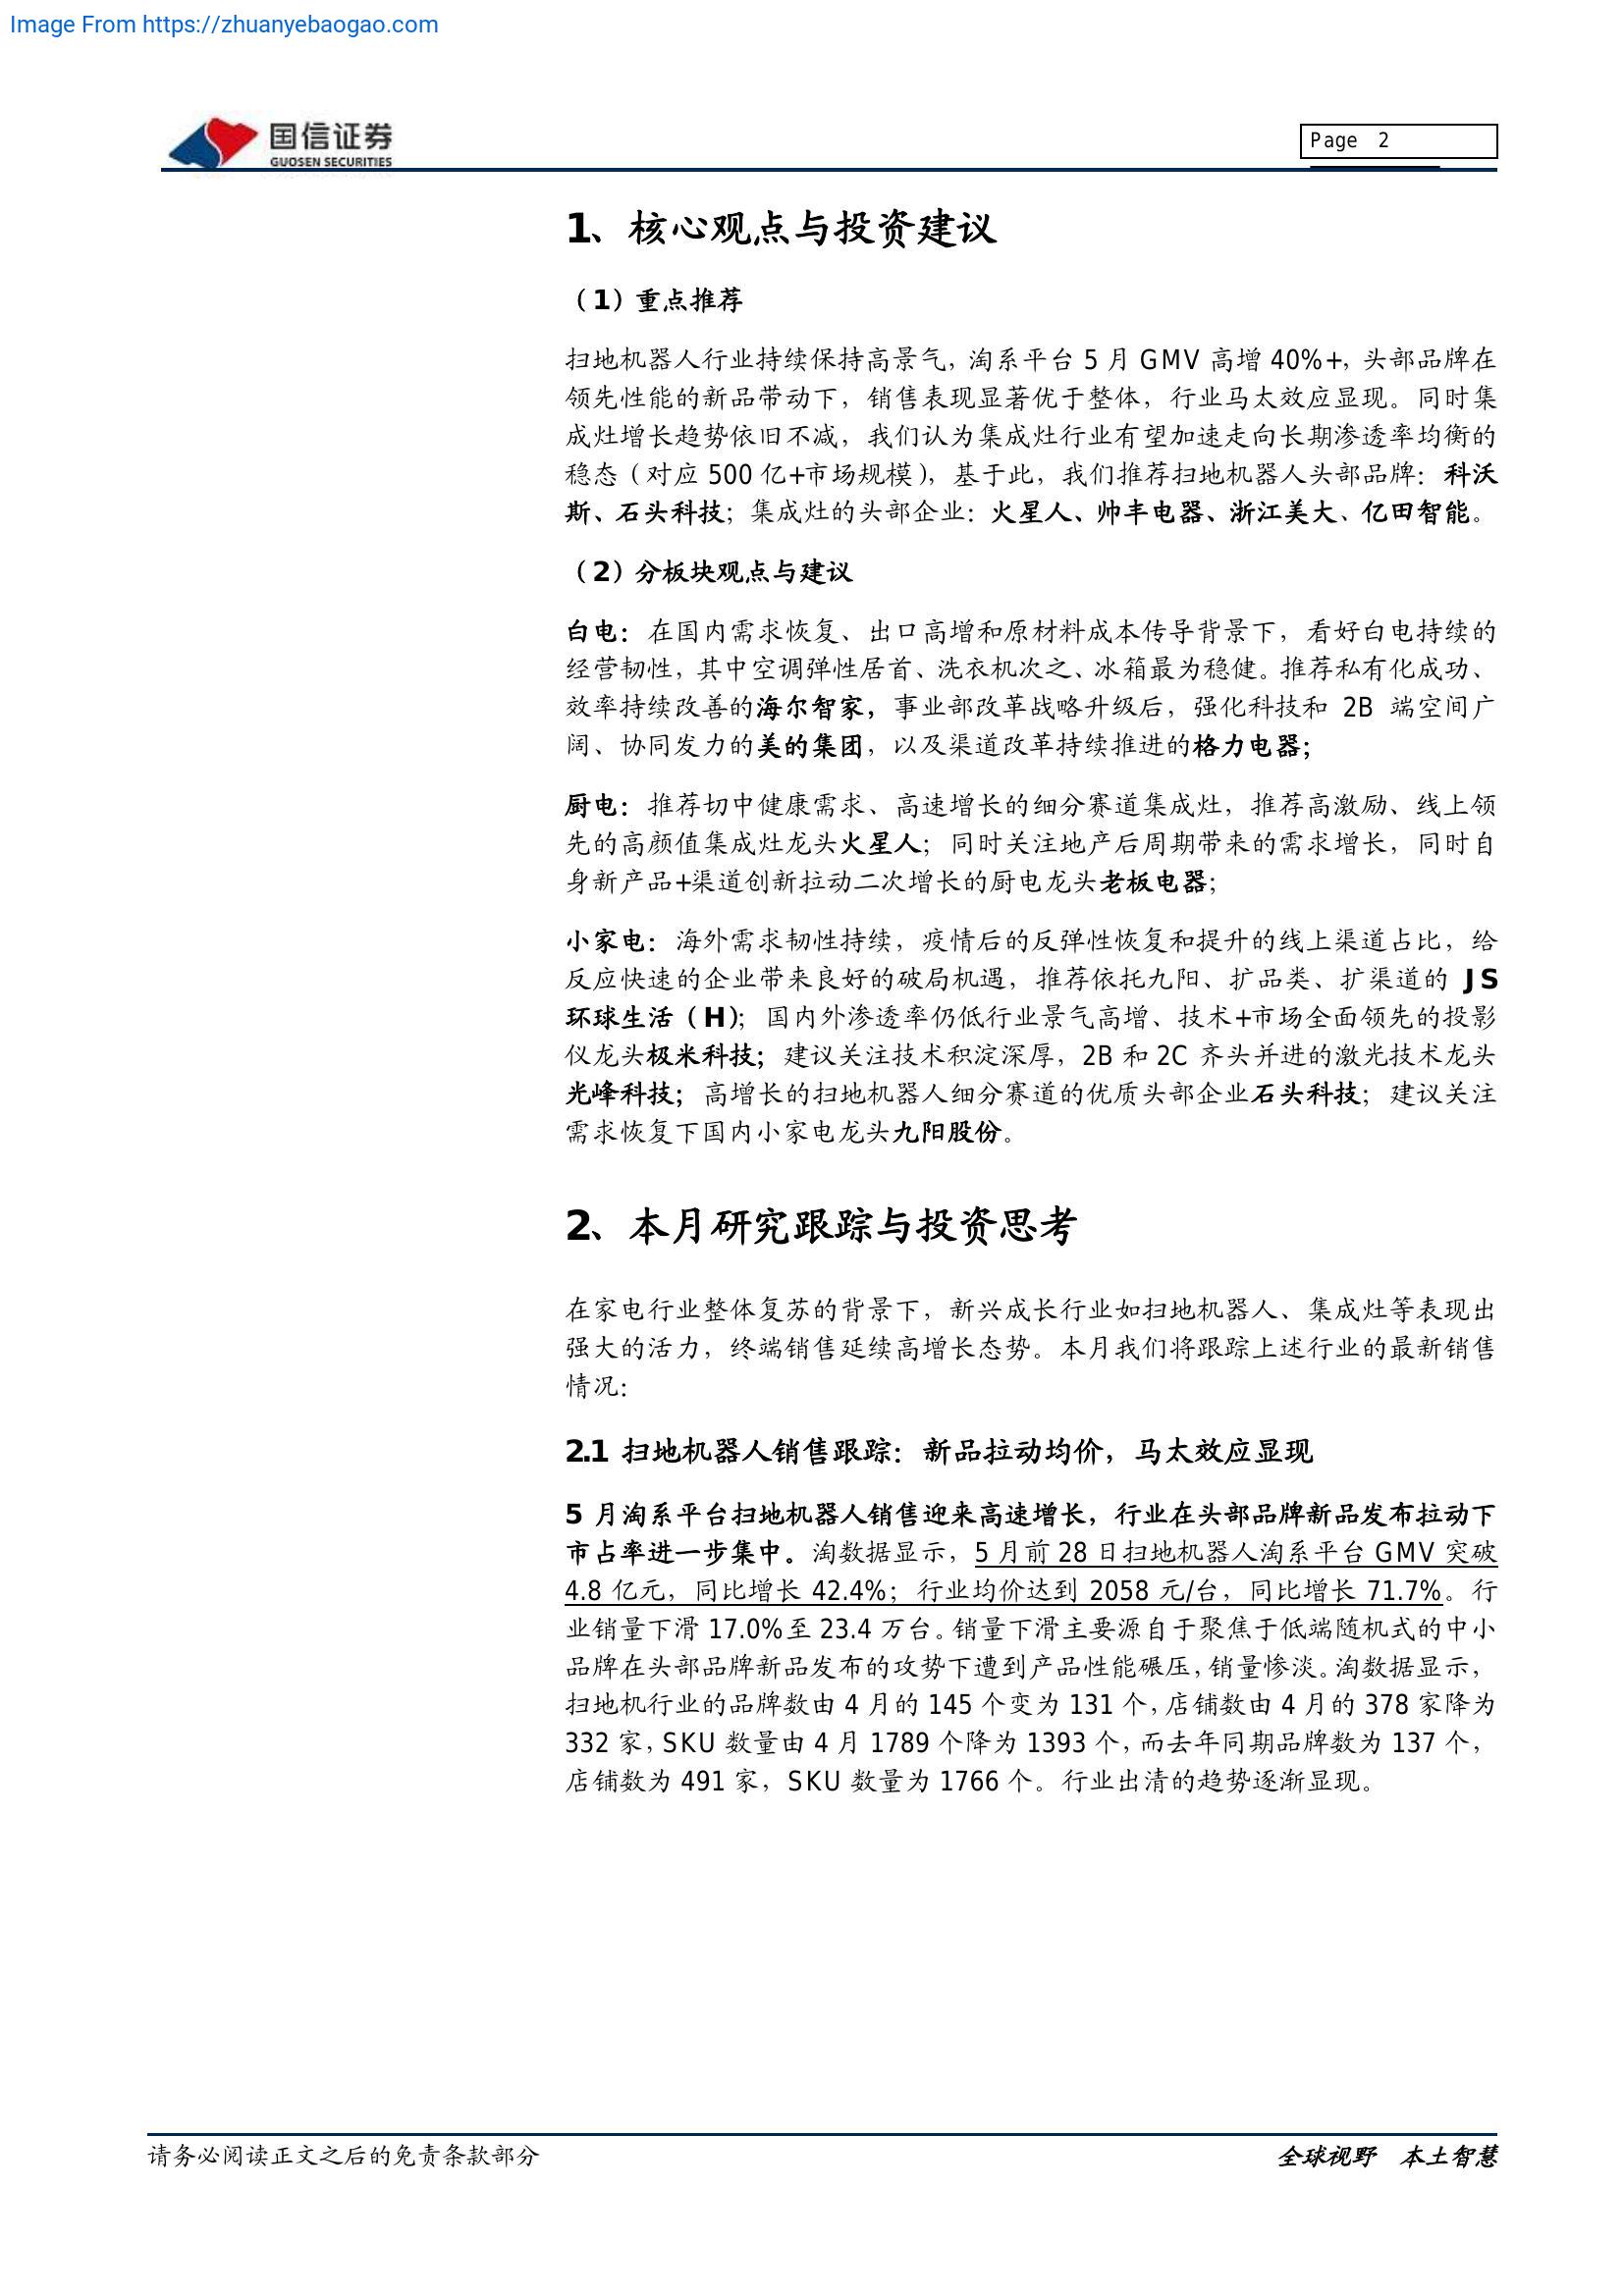 Image From https://zhuanyebaogao.com
国信证券
GUOSEN SECURITIES
Page 2
1、核心观点与投资建议
（1）重点推荐
扫地机器人行业持续保持高景气，淘系平台 5 月 GMV 高增 40%+，头部品牌在
领先性能的新品带动下，销售表现显著优于整体，行业马太效应显现。同时集
成灶增长趋势依旧不减，我们认为集成灶行业有望加速走向长期渗透率均衡的
稳态（对应 500 亿+市场规模），基于此，我们推荐扫地机器人头部品牌：科沃
斯、石头科技；集成灶的头部企业：火星人、帅丰电器、浙江美大、亿田智能。
（2）分板块观点与建议
白电：在国内需求恢复、出口高增和原材料成本传导背景下，看好白电持续的
经营韧性，其中空调弹性居首、洗衣机次之、冰箱最为稳健。推荐私有化成功、
效率持续改善的海尔智家，事业部改革战略升级后，强化科技和 2B 端空间广
阔、协同发力的美的集团，以及渠道改革持续推进的格力电器；
厨电：推荐切中健康需求、高速增长的细分赛道集成灶，推荐高激励、线上领
先的高颜值集成灶龙头火星人；同时关注地产后周期带来的需求增长，同时自
身新产品+渠道创新拉动二次增长的厨电龙头老板电器；
小家电：海外需求韧性持续，疫情后的反弹性恢复和提升的线上渠道占比，给
反应快速的企业带来良好的破局机遇，推荐依托九阳、扩品类、扩渠道的 JS
环球生活（H）；国内外渗透率仍低行业景气高增、技术+市场全面领先的投影
仪龙头极米科技；建议关注技术积淀深厚，2B 和 2C 齐头并进的激光技术龙头
光峰科技；高增长的扫地机器人细分赛道的优质头部企业石头科技；建议关注
需求恢复下国内小家电龙头九阳股份。
2、本月研究跟踪与投资思考
在家电行业整体复苏的背景下，新兴成长行业如扫地机器人、集成灶等表现出
强大的活力，终端销售延续高增长态势。本月我们将跟踪上述行业的最新销售
情况：
2.1 扫地机器人销售跟踪：新品拉动均价，马太效应显现
5 月淘系平台扫地机器人销售迎来高速增长，行业在头部品牌新品发布拉动下
市占率进一步集中。淘数据显示，5 月前 28 日扫地机器人淘系平台 GMV 突破
4.8 亿元，同比增长 42.4%；行业均价达到 2058 元/台，同比增长 71.7%。行
业销量下滑 17.0%至 23.4 万台。销量下滑主要源自于聚焦于低端随机式的中小
品牌在头部品牌新品发布的攻势下遭到产品性能碾压，销量惨淡。淘数据显示，
扫地机行业的品牌数由 4 月的 145 个变为 131 个，店铺数由 4 月的 378 家降为
332 家，SKU 数量由 4 月 1789 个降为 1393 个，而去年同期品牌数为 137 个，
店铺数为 491 家，SKU 数量为 1766 个。行业出清的趋势逐渐显现。
请务必阅读正文之后的免责条款部分
全球视野 本土智慧